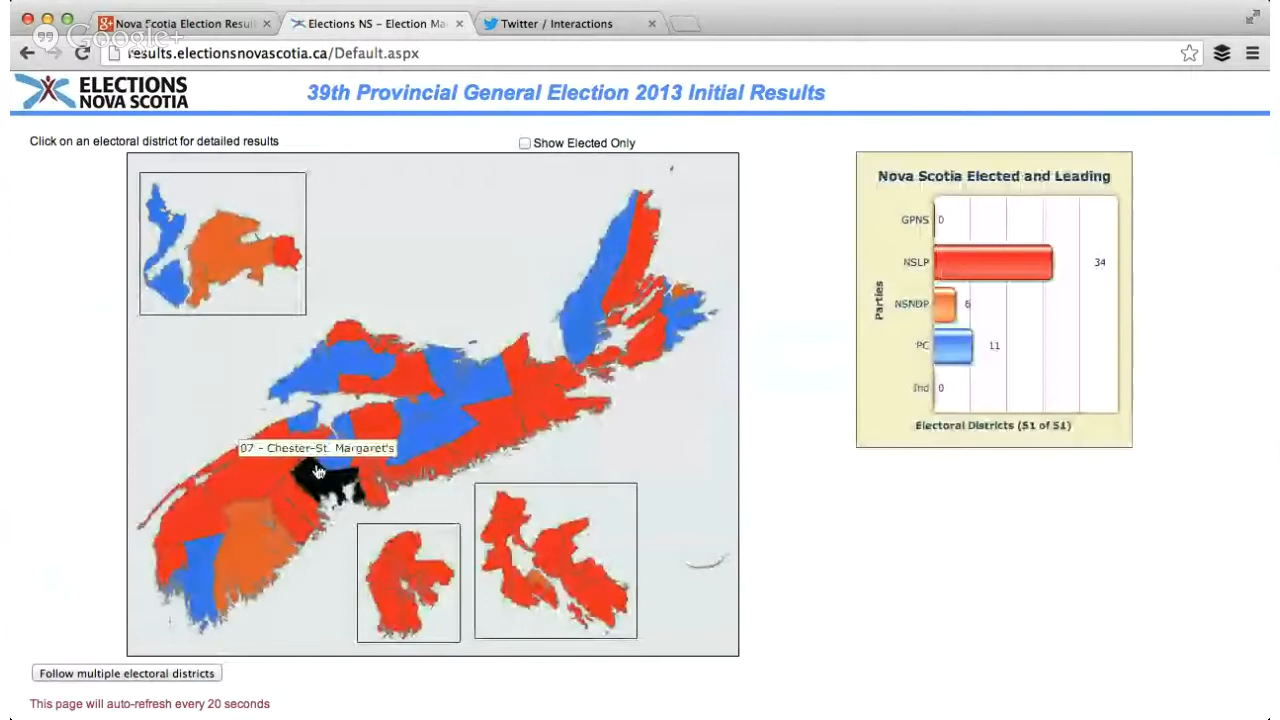 Nova Scotia Election Resul
Elections NS – Election Ma
Twitter / Interactions
Google+
results.electionsnovascotia.ca/Default.aspx
ELECTIONS
NOVA SCOTIA
39th Provincial General Election 2013 Initial Results
Click on an electoral district for detailed results
Show Elected Only
Nova Scotia Elected and Leading
GPNS 0
NSLP 34
NSNDP 6
PC 11
Ind 0
Parties
Electoral Districts (51 of 51)
07 - Chester-St. Margaret's
Follow multiple electoral districts
This page will auto-refresh every 20 seconds